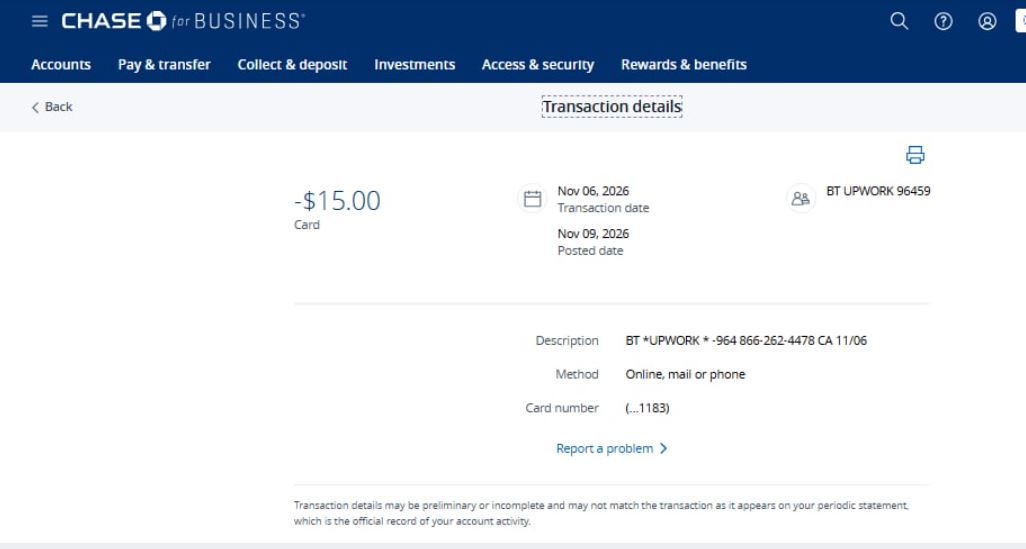 CHASE for BUSINESS®
Accounts Pay & transfer Collect & deposit Investments Access & security Rewards & benefits
Back
Transaction details
-$15.00
Card
Nov 06, 2026
Transaction date
Nov 09, 2026
Posted date
BT UPWORK 96459
Description BT *UPWORK * -964 866-262-4478 CA 11/06
Method Online, mail or phone
Card number (...1183)
Report a problem
Transaction details may be preliminary or incomplete and may not match the transaction as it appears on your periodic statement,
which is the official record of your account activity.